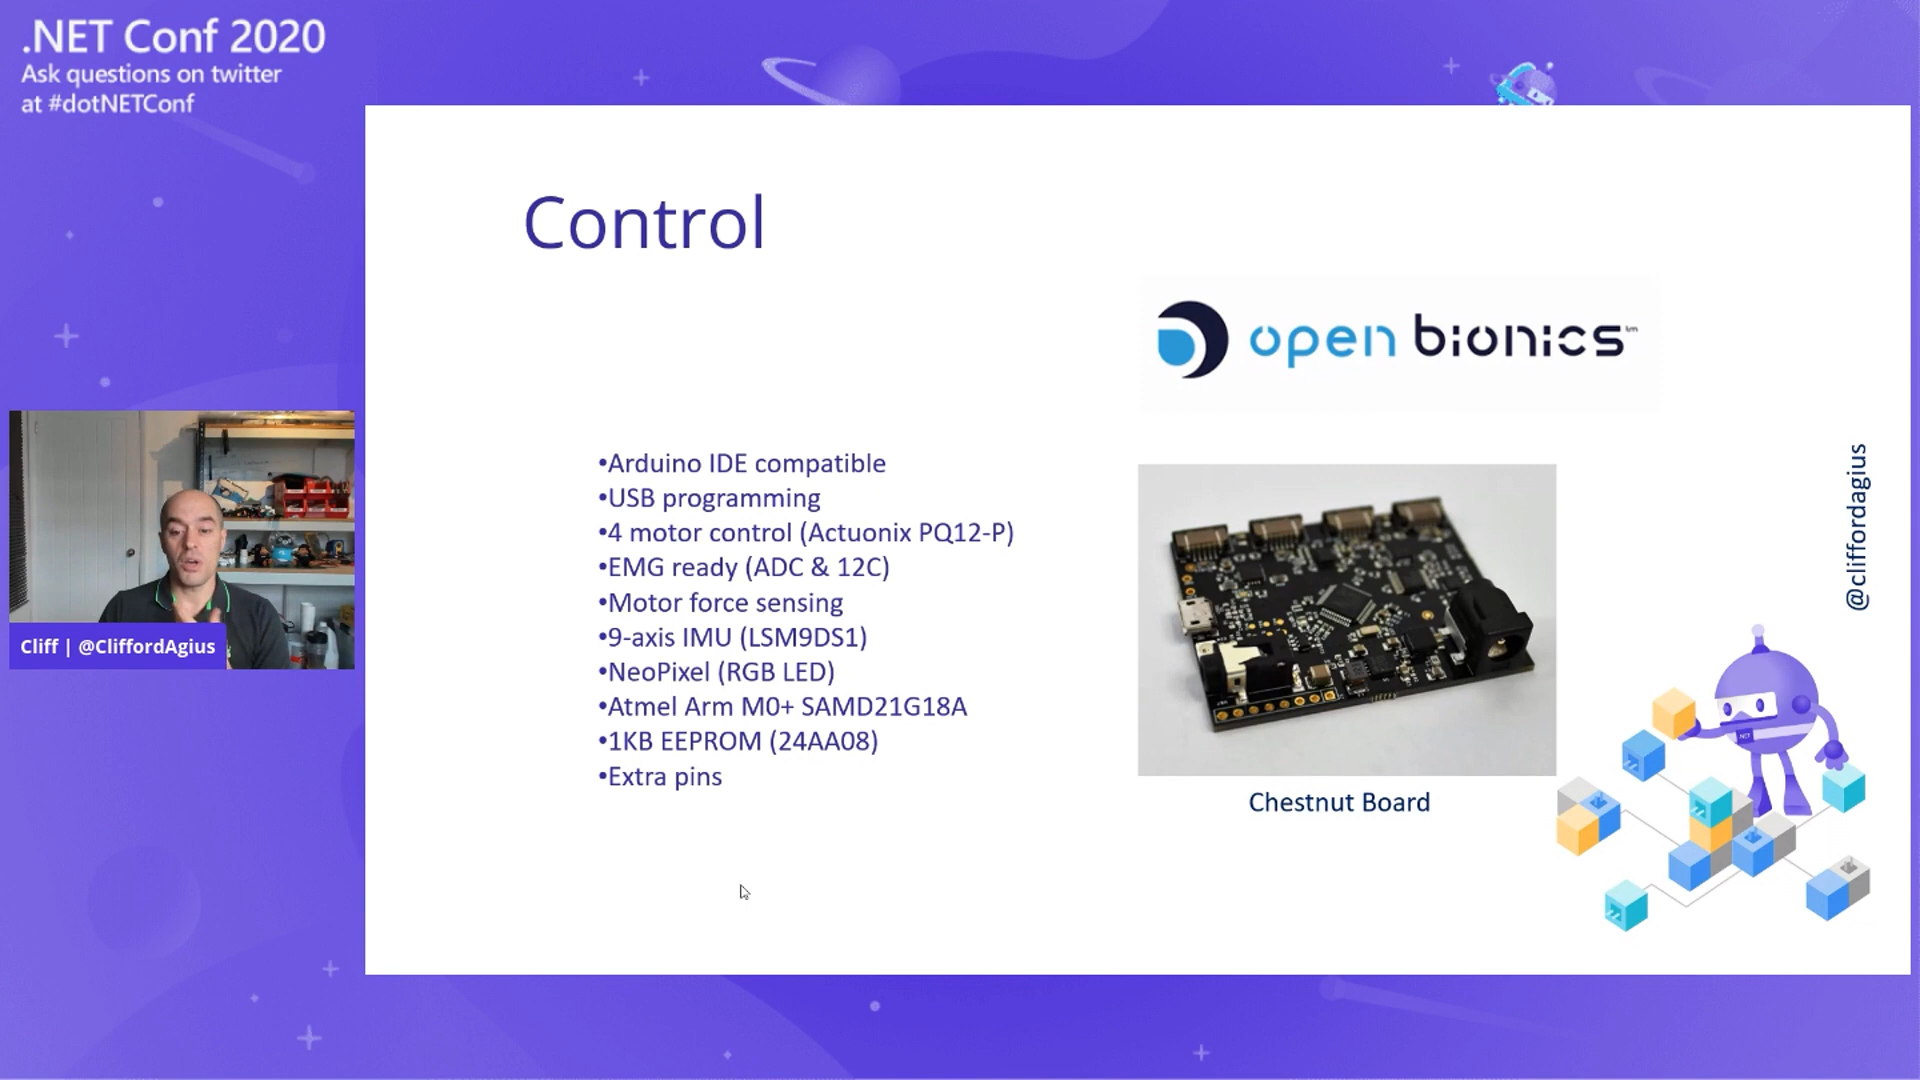 .NET Conf 2020
Ask questions on twitter
at #dotNETConf
Control
open bionics™
•Arduino IDE compatible
•USB programming
•4 motor control (Actuonix PQ12-P)
•EMG ready (ADC & 12C)
•Motor force sensing
•9-axis IMU (LSM9DS1)
•NeoPixel (RGB LED)
•Atmel Arm M0+ SAMD21G18A
•1KB EEPROM (24AA08)
•Extra pins
Chestnut Board
@cliffordagius
Cliff | @CliffordAgius
.NET